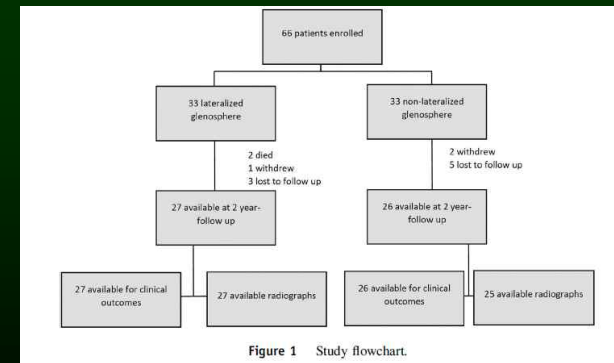 66 patients enrolled
33 lateralized
glenosphere
33 non-lateralized
glenosphere
2 died
1 withdrew
3 lost to follow up
2 withdrew
5 lost to follow up
27 available at 2 year-
follow up
26 available at 2 year-
follow up
27 available for clinical
outcomes
27 available radiographs
26 available for clinical
outcomes
25 available radiographs
Figure 1 Study flowchart.